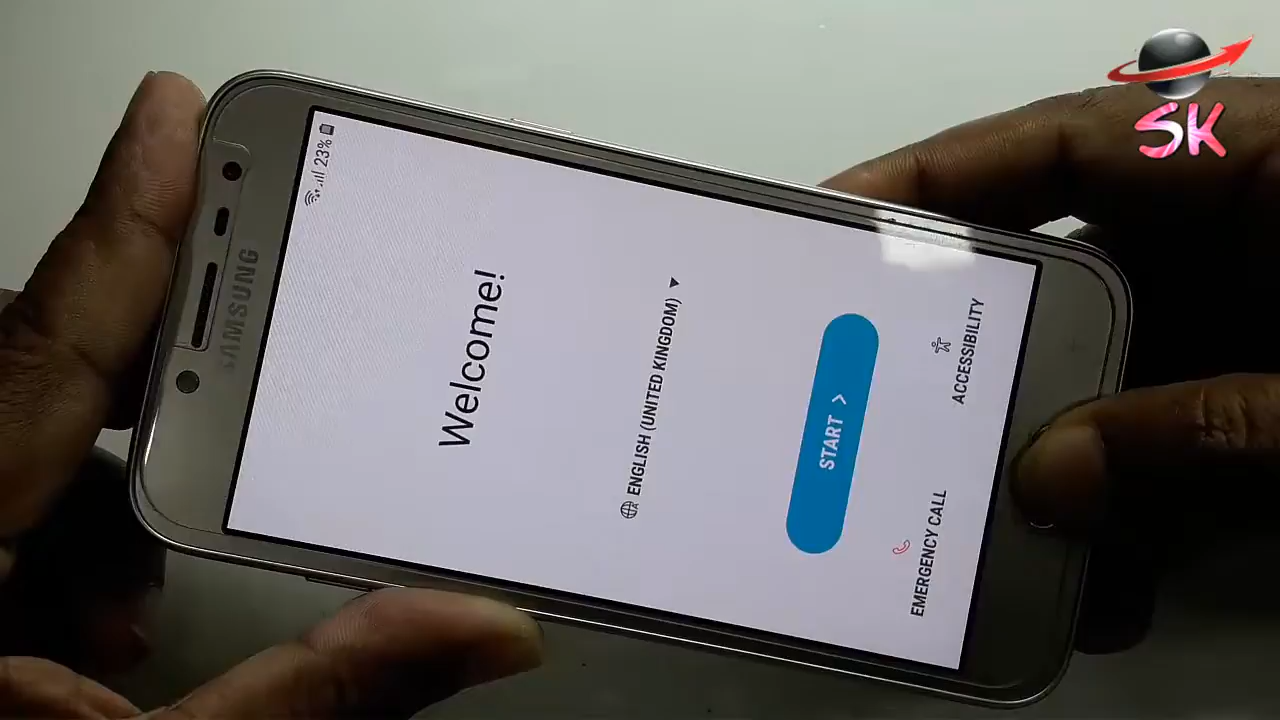 23%
SAMSUNG
Welcome!
ENGLISH (UNITED KINGDOM)
START >
ACCESSIBILITY
EMERGENCY CALL
SK